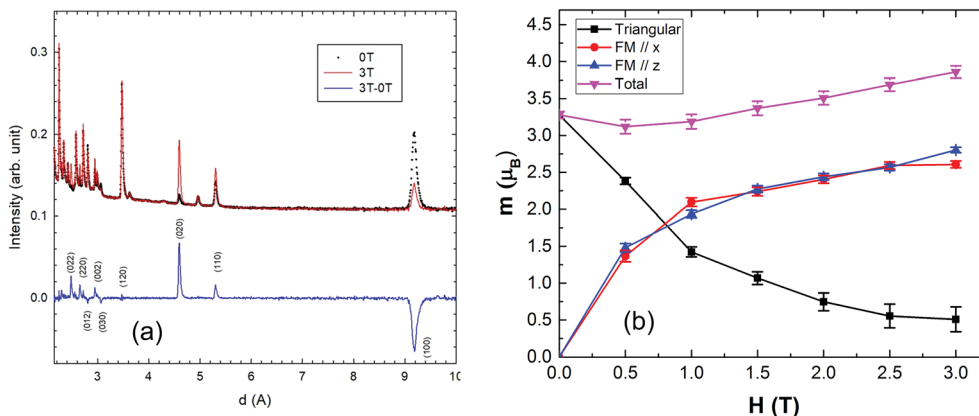 0T
3T
3T-0T
0.3
0.2
0.1
0.0
Intensity (arb. unit)
(022)
(220)
(002)
(120)
(020)
(110)
(012)
(030)
(100)
(a)
3 4 5 6 7 8 9 10
d (A)
Triangular
FM // x
FM // z
Total
4.5
4.0
3.5
3.0
2.5
2.0
1.5
1.0
0.5
0.0
m (μB)
(b)
0.0 0.5 1.0 1.5 2.0 2.5 3.0
H (T)